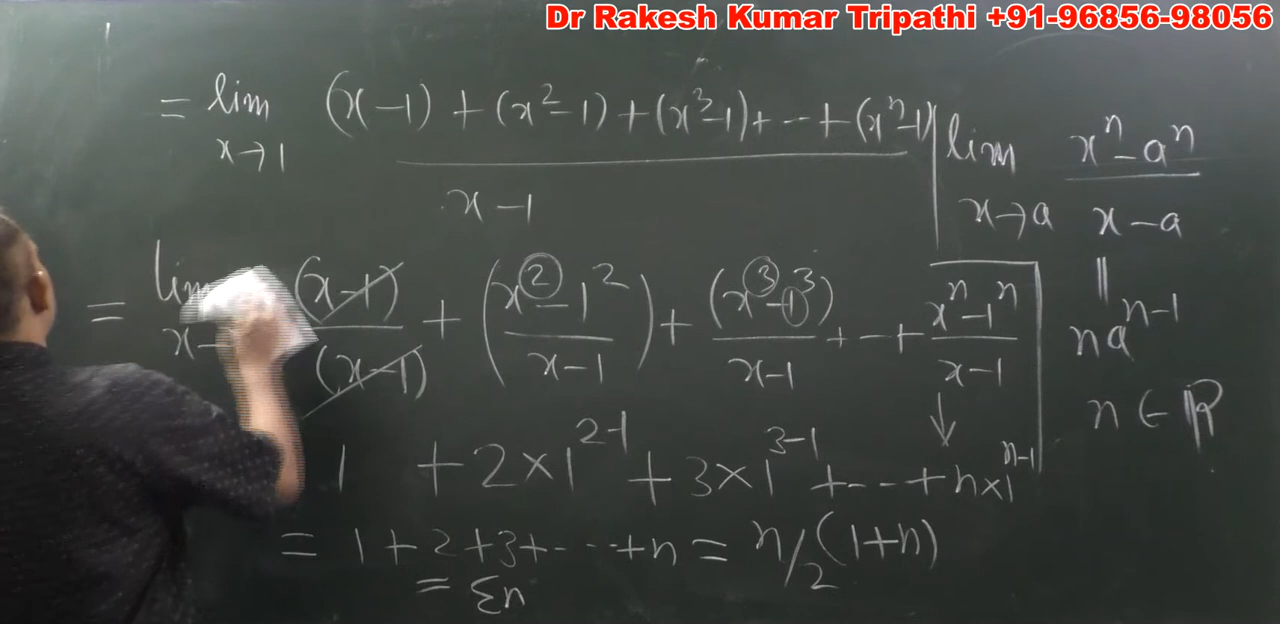 Dr Rakesh Kumar Tripathi +91-96856-98056
= lim (x-1) + (x²-1) + (x³-1) + -- + (xⁿ-1)
x→1
x-1
lim xⁿ-aⁿ
x→a x-a
||
naⁿ⁻¹
n ∈ ℝ
= lim (x-1) + (x²-1²) + (x³-1³) + -- + xⁿ-1ⁿ
x- (x-1) x-1 x-1 x-1
↓
1 + 2×1²⁻¹ + 3×1³⁻¹ + --- + n×1ⁿ⁻¹
= 1+2+3+-----+n = n/2 (1+n)
= Σn